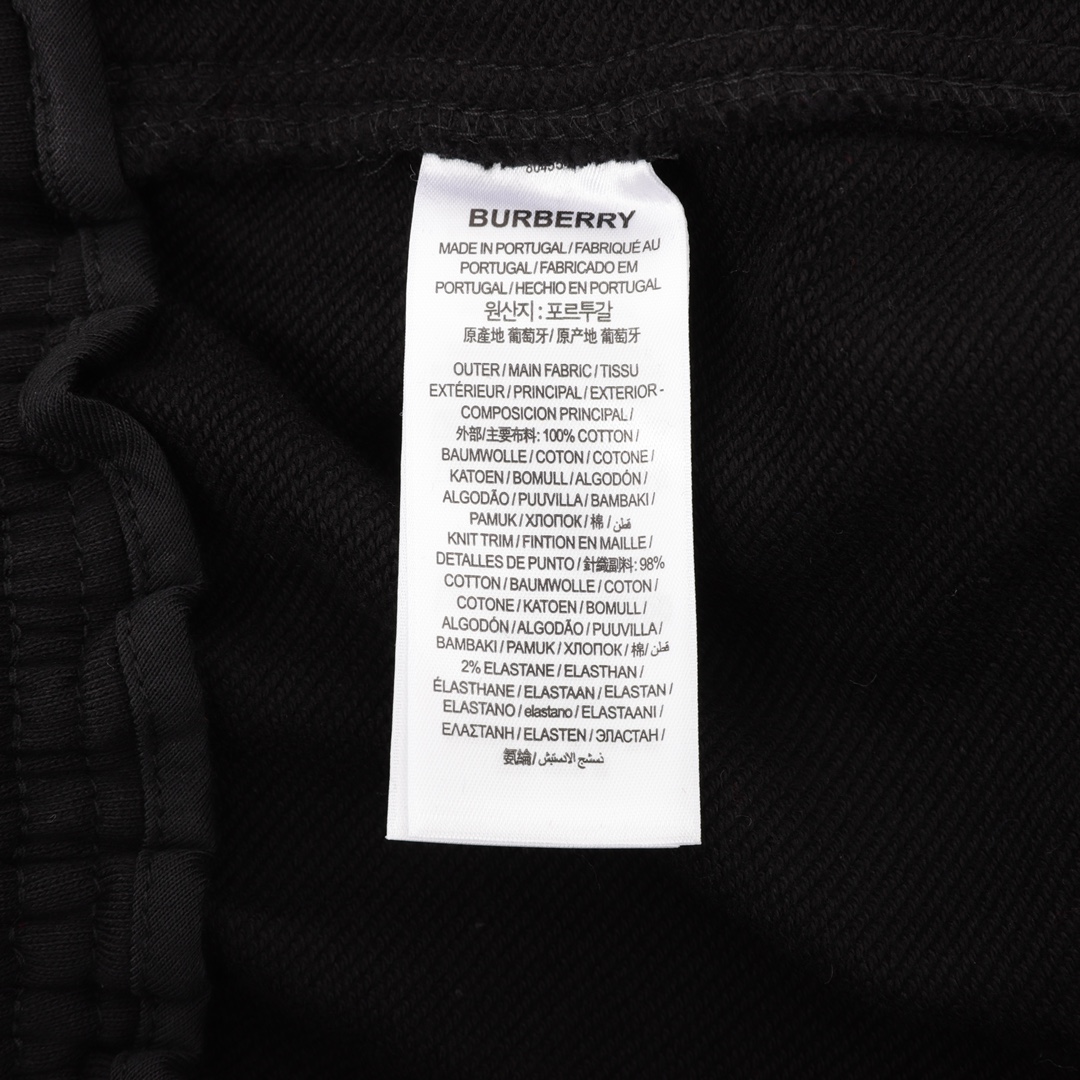 BURBERRY
MADE IN PORTUGAL / FABRIQUÉ AU
PORTUGAL / FABRICADO EM
PORTUGAL / HECHO EN PORTUGAL
원산지 : 포르투갈
原產地 葡萄牙/ 原产地 葡萄牙
OUTER / MAIN FABRIC / TISSU
EXTÉRIEUR / PRINCIPAL / EXTERIOR -
COMPOSICION PRINCIPAL /
外部/主要布料: 100% COTTON /
BAUMWOLLE / COTON / COTONE /
KATOEN / BOMULL / ALGODÓN /
ALGODÃO / PUUVILLA / BAMBAKI /
PAMUK / ХЛОПОК / 棉 / قطن
KNIT TRIM / FINTION EN MAILLE /
DETALLES DE PUNTO / 針織副料: 98%
COTTON / BAUMWOLLE / COTON /
COTONE / KATOEN / BOMULL /
ALGODÓN / ALGODÃO / PUUVILLA /
BAMBAKI / PAMUK / ХЛОПОК / 棉/ قطن
2% ELASTANE / ELASTHAN /
ÉLASTHANE / ELASTAAN / ELASTAN /
ELASTANO / elastano / ELASTAANI /
ΕΛΑΣΤΑΝΗ / ELASTEN / ЭЛАСТАН /
氨綸/